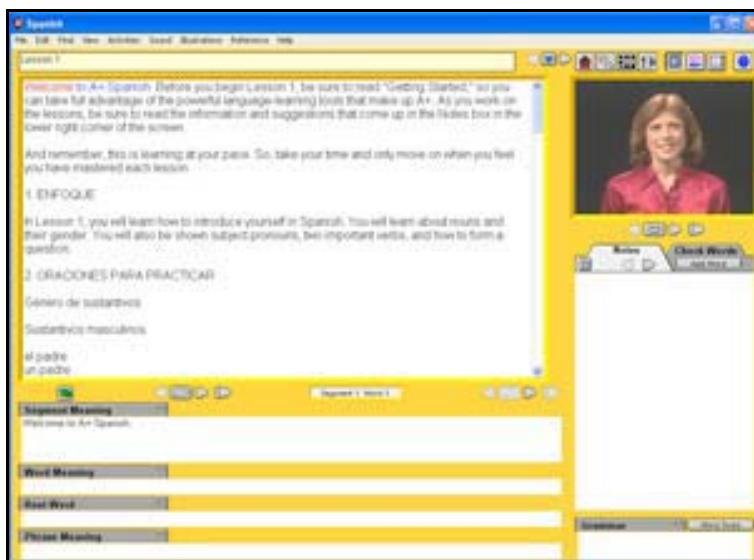 Spanish
File Edit Find View Activities Sound Illustrations Reference Help
Lesson 1
Welcome to A+ Spanish. Before you begin Lesson 1, be sure to read "Getting Started," so you
can take full advantage of the powerful language-learning tools that make up A+. As you work on
the lessons, be sure to read the information and suggestions that come up in the Notes box in the
lower right corner of the screen.
And remember, this is learning at your pace. So, take your time and only move on when you feel
you have mastered each lesson.
1. ENFOQUE
In Lesson 1, you will learn how to introduce yourself in Spanish. You will learn about nouns and
their gender. You will also be shown subject pronouns, two important verbs, and how to form a
question.
2. ORACIONES PARA PRACTICAR
Género de sustantivos
Sustantivos masculinos
el padre
un padre
Notes
Check Words
Add Word
Segment 1 Word 1
Segment Meaning
Welcome to A+ Spanish.
Word Meaning
Root Word
Phrase Meaning
Grammar